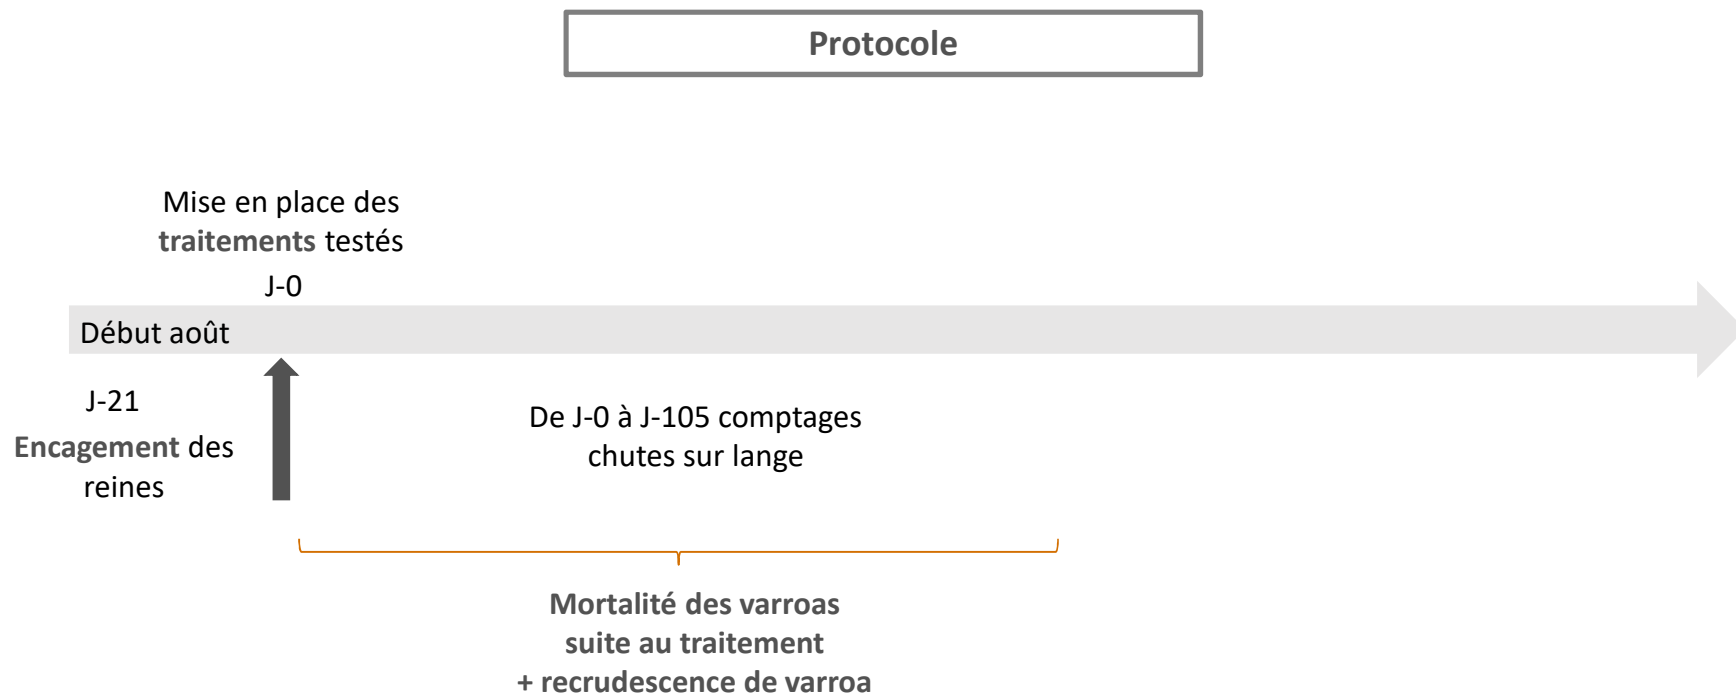 Protocole
Mise en place des
traitements testés
J-0
Début août
J-21
Encagement des
reines
De J-0 à J-105 comptages
chutes sur lange
Mortalité des varroas
suite au traitement
+ recrudescence de varroa